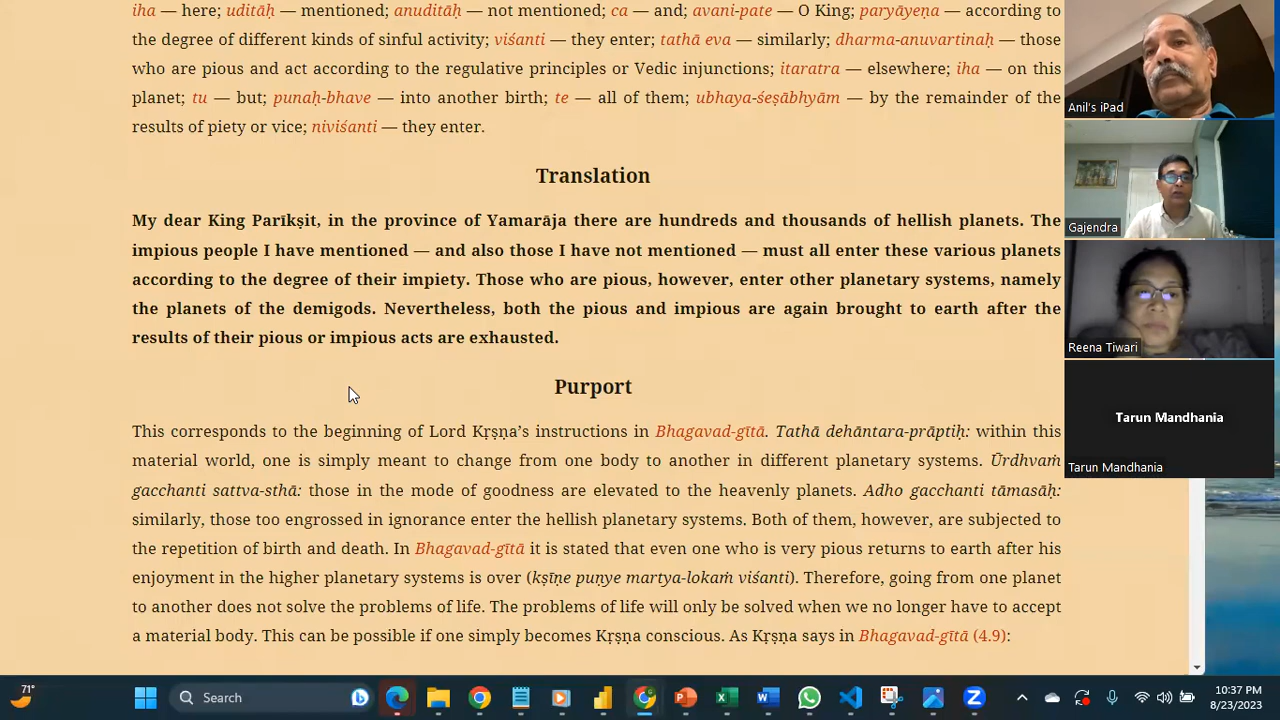 iha — here; uditāḥ — mentioned; anuditāḥ — not mentioned; ca — and; avani-pate — O King; paryāyeṇa — according to
the degree of different kinds of sinful activity; viśanti — they enter; tathā eva — similarly; dharma-anuvartinaḥ — those
who are pious and act according to the regulative principles or Vedic injunctions; itaratra — elsewhere; iha — on this
planet; tu — but; punaḥ-bhave — into another birth; te — all of them; ubhaya-śeṣābhyām — by the remainder of the
results of piety or vice; niviśanti — they enter.
Translation
My dear King Parīkṣit, in the province of Yamarāja there are hundreds and thousands of hellish planets. The
impious people I have mentioned — and also those I have not mentioned — must all enter these various planets
according to the degree of their impiety. Those who are pious, however, enter other planetary systems, namely
the planets of the demigods. Nevertheless, both the pious and impious are again brought to earth after the
results of their pious or impious acts are exhausted.
Purport
This corresponds to the beginning of Lord Kṛṣṇa’s instructions in Bhagavad-gītā. Tathā dehāntara-prāptiḥ: within this
material world, one is simply meant to change from one body to another in different planetary systems. Ūrdhvaṁ
gacchanti sattva-sthā: those in the mode of goodness are elevated to the heavenly planets. Adho gacchanti tāmasāḥ:
similarly, those too engrossed in ignorance enter the hellish planetary systems. Both of them, however, are subjected to
the repetition of birth and death. In Bhagavad-gītā it is stated that even one who is very pious returns to earth after his
enjoyment in the higher planetary systems is over (kṣīṇe puṇye martya-lokaṁ viśanti). Therefore, going from one planet
to another does not solve the problems of life. The problems of life will only be solved when we no longer have to accept
a material body. This can be possible if one simply becomes Kṛṣṇa conscious. As Kṛṣṇa says in Bhagavad-gītā (4.9):
Anil's iPad
Gajendra
Reena Tiwari
Tarun Mandhania
Tarun Mandhania
71°
Search
10:37 PM
8/23/2023